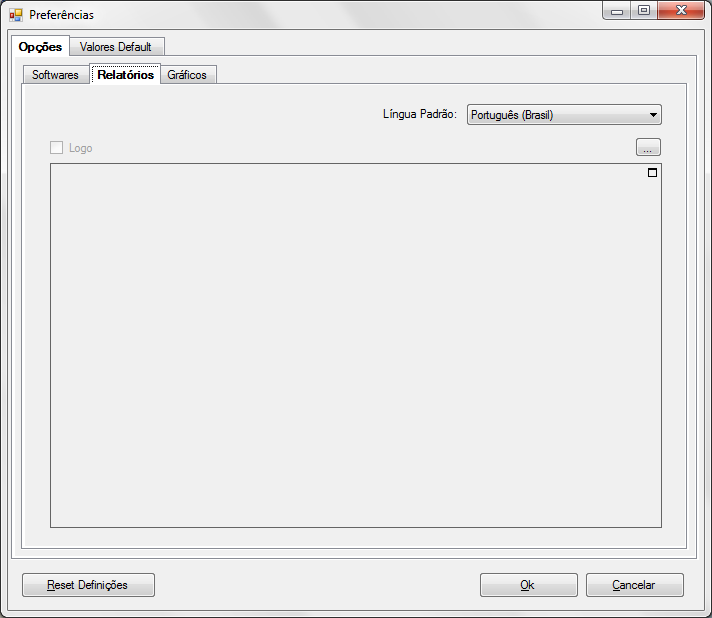 Preferências
Opções Valores Default
Softwares Relatórios Gráficos
Língua Padrão: Português (Brasil)
Logo ...
Reset Definições Ok Cancelar